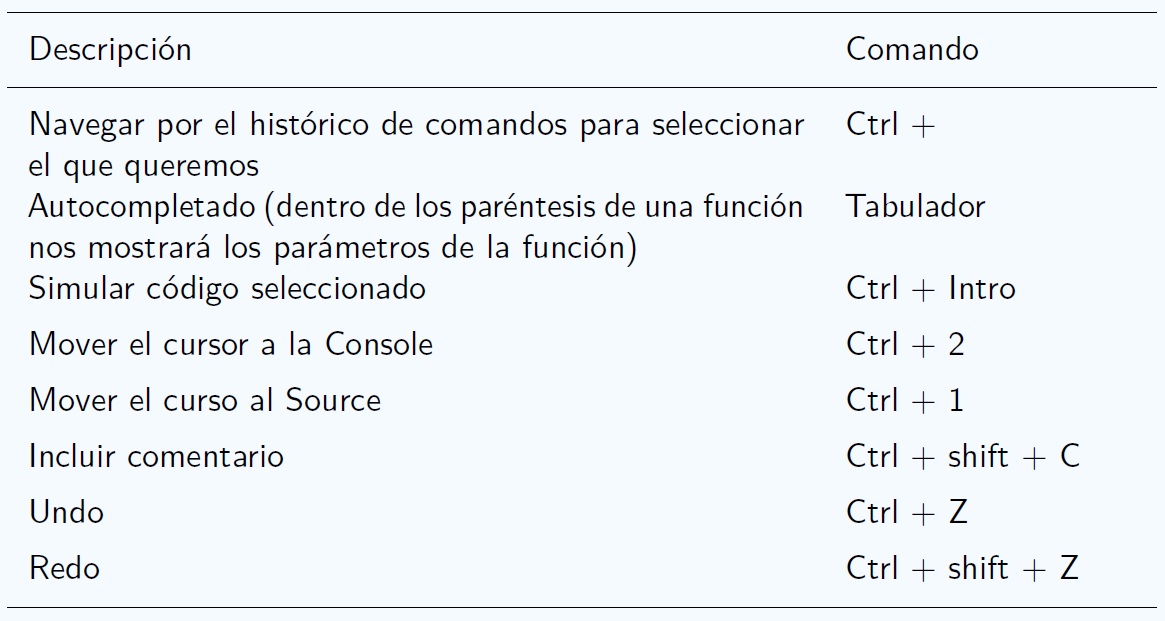 Descripción Comando
Navegar por el histórico de comandos para seleccionar Ctrl +
el que queremos
Autocompletado (dentro de los paréntesis de una función Tabulador
nos mostrará los parámetros de la función)
Simular código seleccionado Ctrl + Intro
Mover el cursor a la Console Ctrl + 2
Mover el curso al Source Ctrl + 1
Incluir comentario Ctrl + shift + C
Undo Ctrl + Z
Redo Ctrl + shift + Z